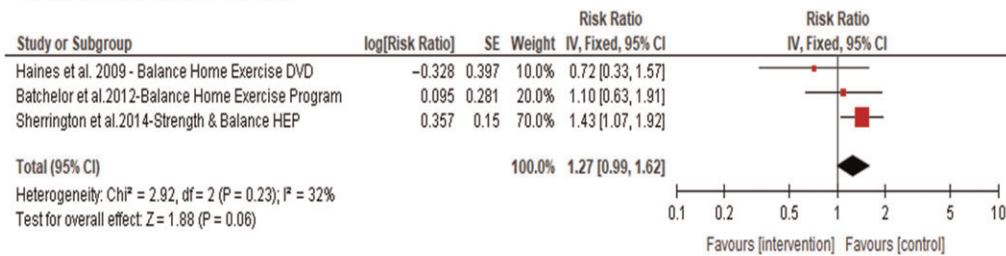 Risk Ratio Risk Ratio
Study or Subgroup log[Risk Ratio] SE Weight IV, Fixed, 95% CI IV, Fixed, 95% CI
Haines et al. 2009 - Balance Home Exercise DVD −0.328 0.397 10.0% 0.72 [0.33, 1.57]
Batchelor et.al.2012-Balance Home Exercise Program 0.095 0.281 20.0% 1.10 [0.63, 1.91]
Sherrington et.al.2014-Strength & Balance HEP 0.357 0.15 70.0% 1.43 [1.07, 1.92]
Total (95% CI) 100.0% 1.27 [0.99, 1.62]
Heterogeneity: Chi² = 2.92, df = 2 (P = 0.23); I² = 32%
Test for overall effect: Z = 1.88 (P = 0.06)
0.1 0.2 0.5 1 2 5 10
Favours [intervention] Favours [control]